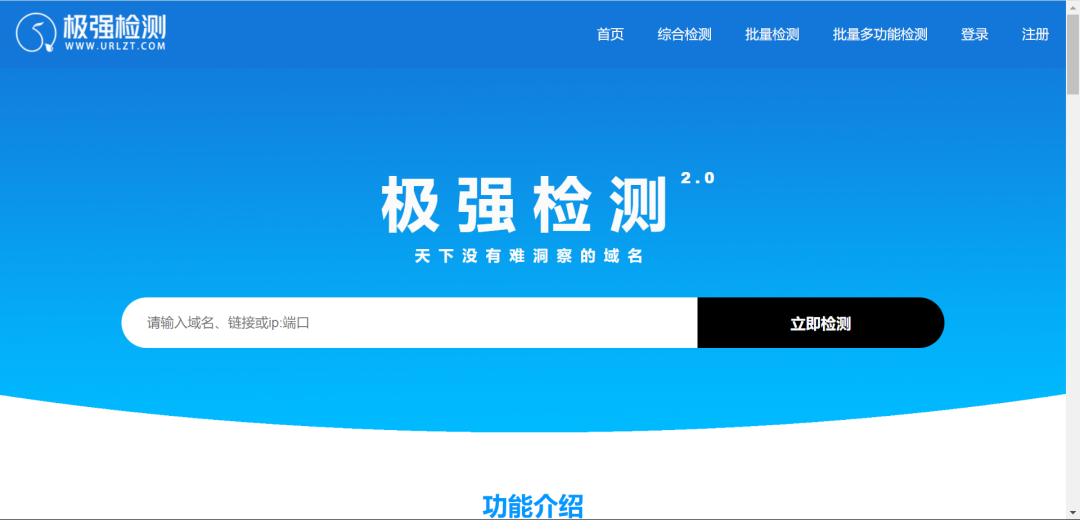 极强检测
WWW.URLZT.COM
首页 综合检测 批量检测 批量多功能检测 登录 注册
极强检测 2.0
天下没有难洞察的域名
请输入域名、链接或ip:端口 立即检测
功能介绍